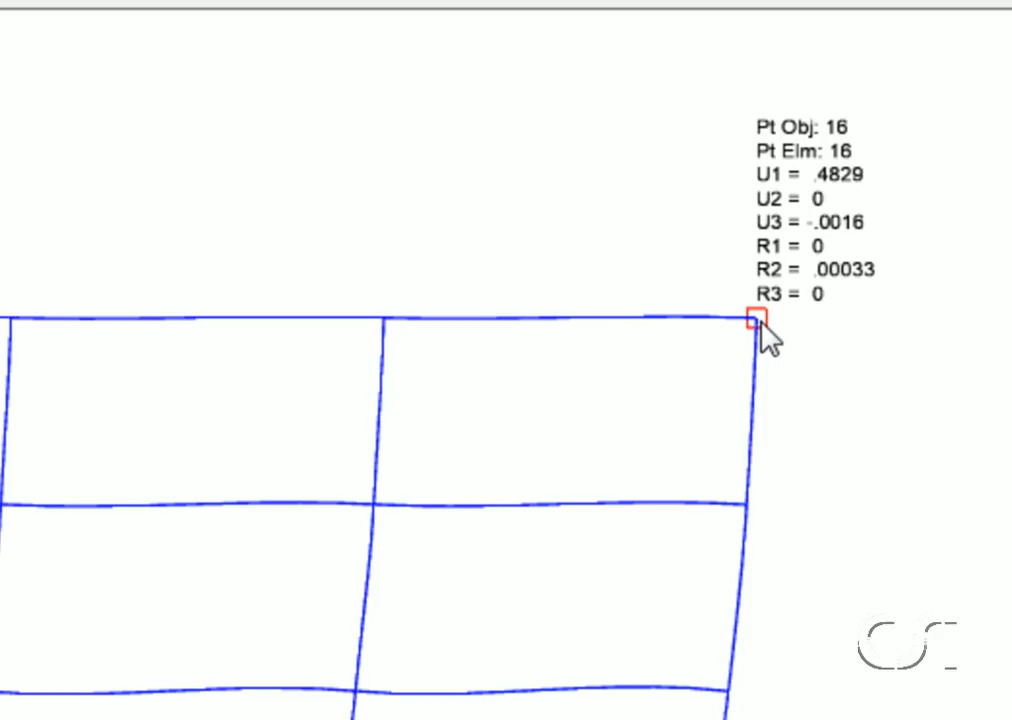 Pt Obj: 16
Pt Elm: 16
U1 = .4829
U2 = 0
U3 = -.0016
R1 = 0
R2 = .00033
R3 = 0